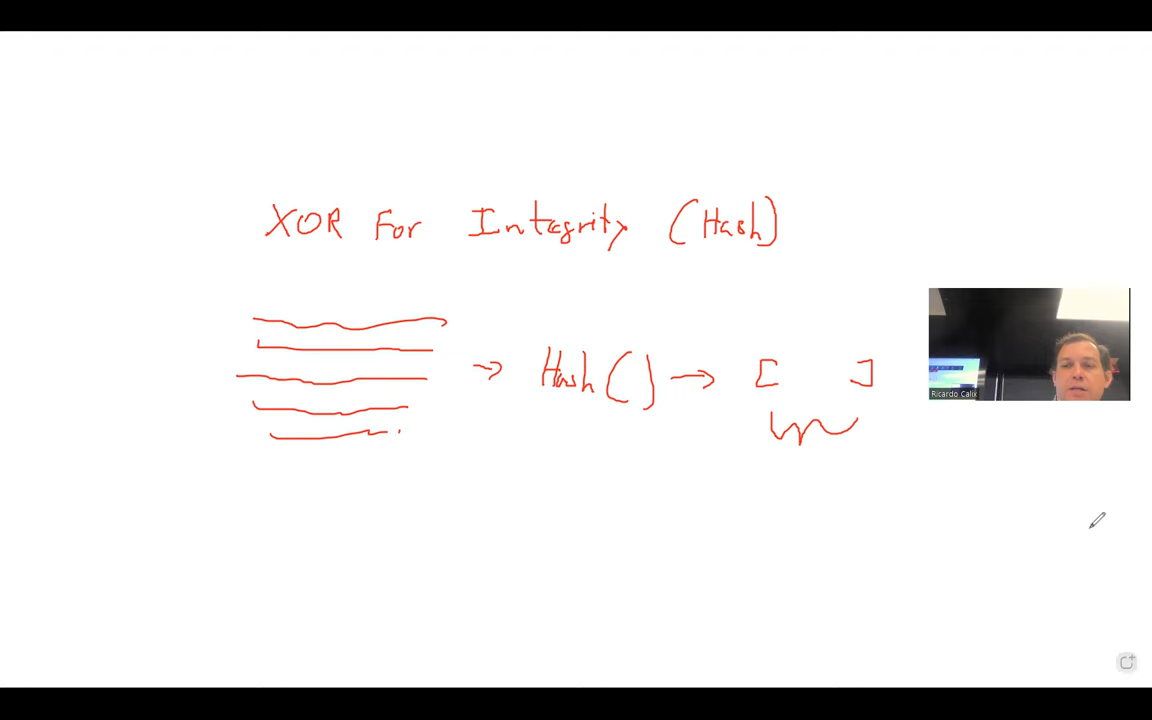 XOR For Integrity (Hash)
→ Hash ( ) → [ ]
Ricardo Calix